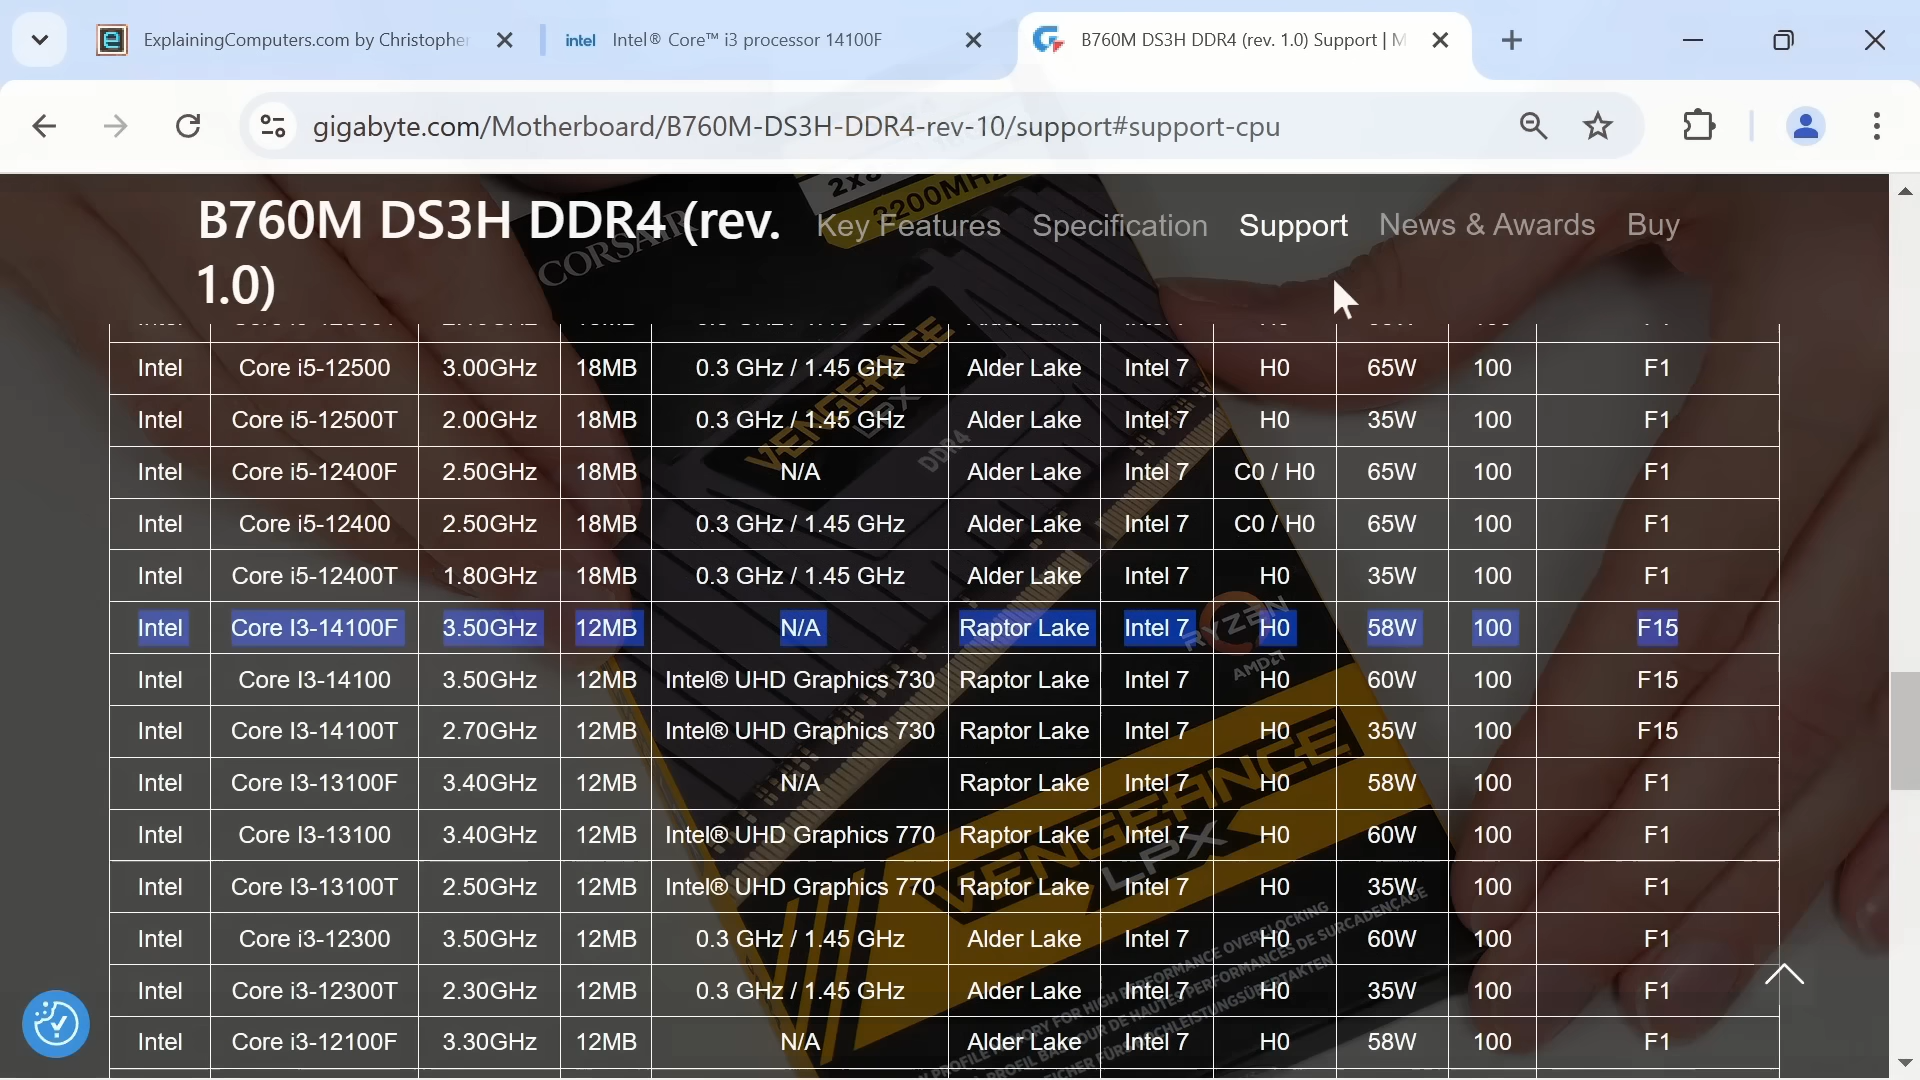 ExplainingComputers.com by Christopher
intel Intel® Core™ i3 processor 14100F
B760M DS3H DDR4 (rev. 1.0) Support | M
gigabyte.com/Motherboard/B760M-DS3H-DDR4-rev-10/support#support-cpu
B760M DS3H DDR4 (rev. 1.0)
Key Features Specification Support News & Awards Buy
Intel Core i5-12500 3.00GHz 18MB 0.3 GHz / 1.45 GHz Alder Lake Intel 7 H0 65W 100 F1
Intel Core i5-12500T 2.00GHz 18MB 0.3 GHz / 1.45 GHz Alder Lake Intel 7 H0 35W 100 F1
Intel Core i5-12400F 2.50GHz 18MB N/A Alder Lake Intel 7 C0 / H0 65W 100 F1
Intel Core i5-12400 2.50GHz 18MB 0.3 GHz / 1.45 GHz Alder Lake Intel 7 C0 / H0 65W 100 F1
Intel Core i5-12400T 1.80GHz 18MB 0.3 GHz / 1.45 GHz Alder Lake Intel 7 H0 35W 100 F1
Intel Core I3-14100F 3.50GHz 12MB N/A Raptor Lake Intel 7 H0 58W 100 F15
Intel Core I3-14100 3.50GHz 12MB Intel® UHD Graphics 730 Raptor Lake Intel 7 H0 60W 100 F15
Intel Core I3-14100T 2.70GHz 12MB Intel® UHD Graphics 730 Raptor Lake Intel 7 H0 35W 100 F15
Intel Core I3-13100F 3.40GHz 12MB N/A Raptor Lake Intel 7 H0 58W 100 F1
Intel Core I3-13100 3.40GHz 12MB Intel® UHD Graphics 770 Raptor Lake Intel 7 H0 60W 100 F1
Intel Core I3-13100T 2.50GHz 12MB Intel® UHD Graphics 770 Raptor Lake Intel 7 H0 35W 100 F1
Intel Core i3-12300 3.50GHz 12MB 0.3 GHz / 1.45 GHz Alder Lake Intel 7 H0 60W 100 F1
Intel Core i3-12300T 2.30GHz 12MB 0.3 GHz / 1.45 GHz Alder Lake Intel 7 H0 35W 100 F1
Intel Core i3-12100F 3.30GHz 12MB N/A Alder Lake Intel 7 H0 58W 100 F1
CORSAIR
VENGEANCE
LPX
DDR4
RYZEN
AMD
VENGEANCE
LPX